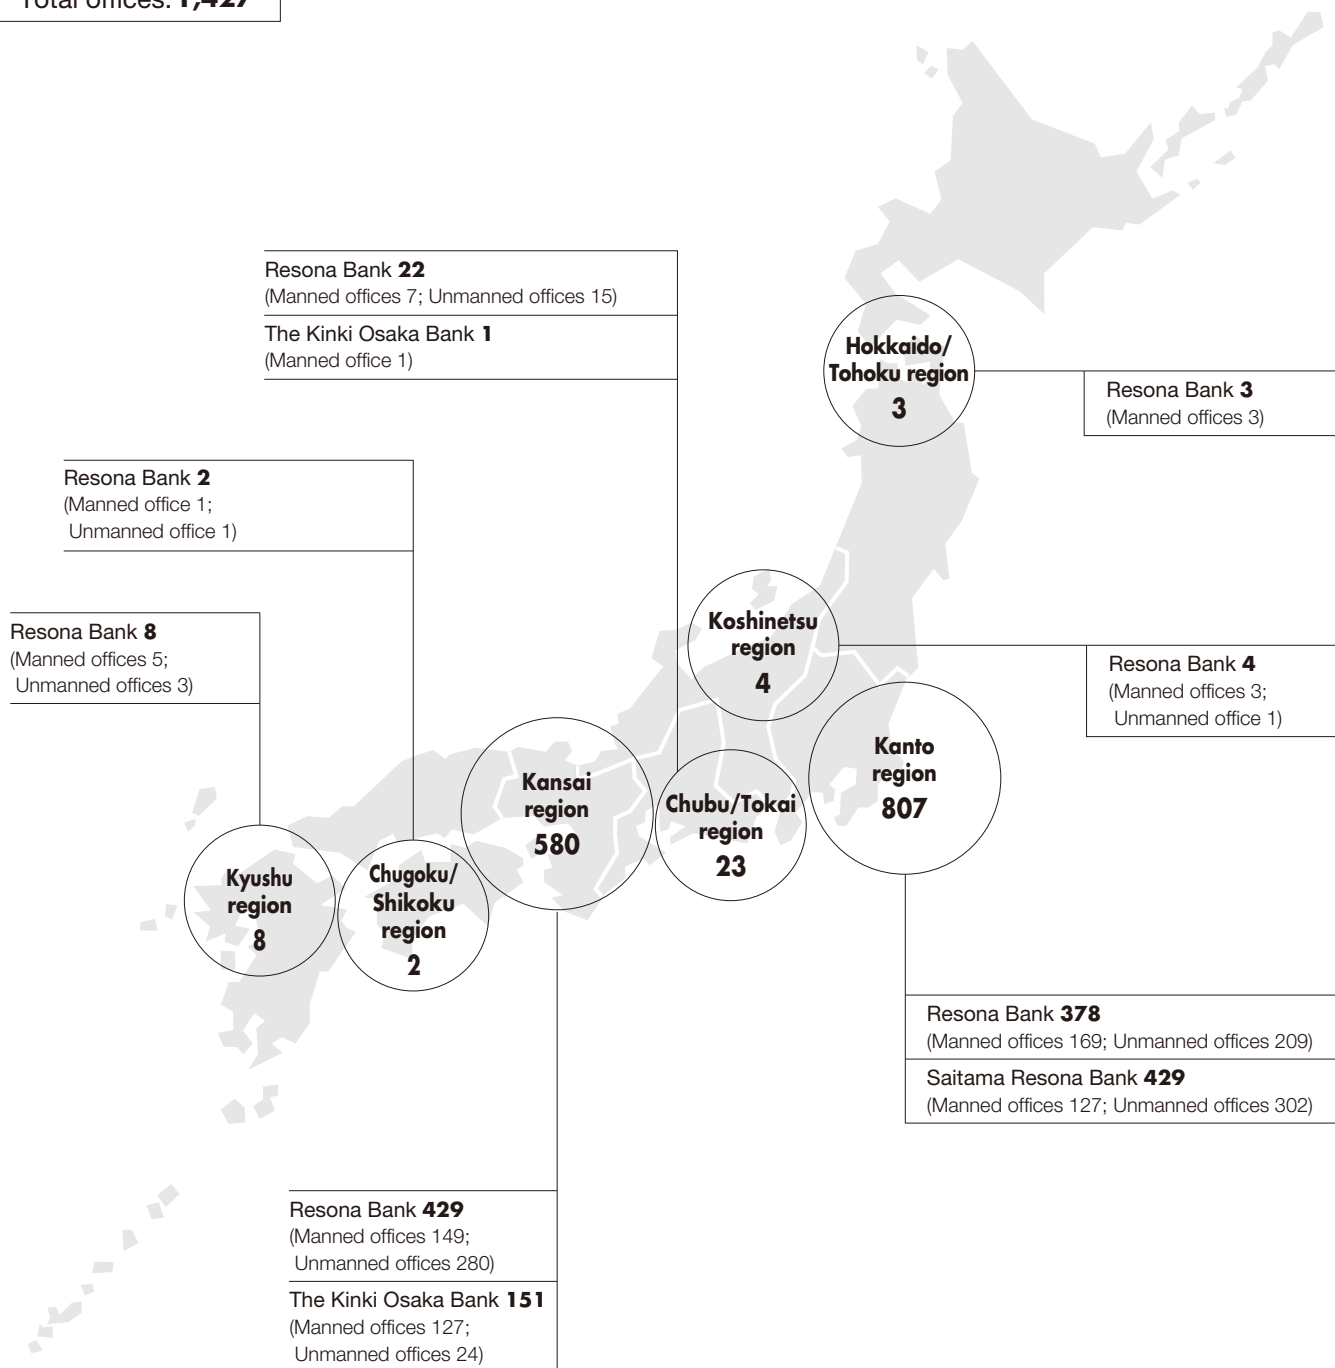 Total offices: 1,427
Resona Bank 22
(Manned offices 7; Unmanned offices 15)
The Kinki Osaka Bank 1
(Manned office 1)
Hokkaido/
Tohoku region
3
Resona Bank 3
(Manned offices 3)
Resona Bank 2
(Manned office 1;
Unmanned office 1)
Resona Bank 8
(Manned offices 5;
Unmanned offices 3)
Koshinetsu
region
4
Resona Bank 4
(Manned offices 3;
Unmanned office 1)
Kanto
region
807
Kansai
region
580
Chubu/Tokai
region
23
Kyushu
region
8
Chugoku/
Shikoku
region
2
Resona Bank 378
(Manned offices 169; Unmanned offices 209)
Saitama Resona Bank 429
(Manned offices 127; Unmanned offices 302)
Resona Bank 429
(Manned offices 149;
Unmanned offices 280)
The Kinki Osaka Bank 151
(Manned offices 127;
Unmanned offices 24)